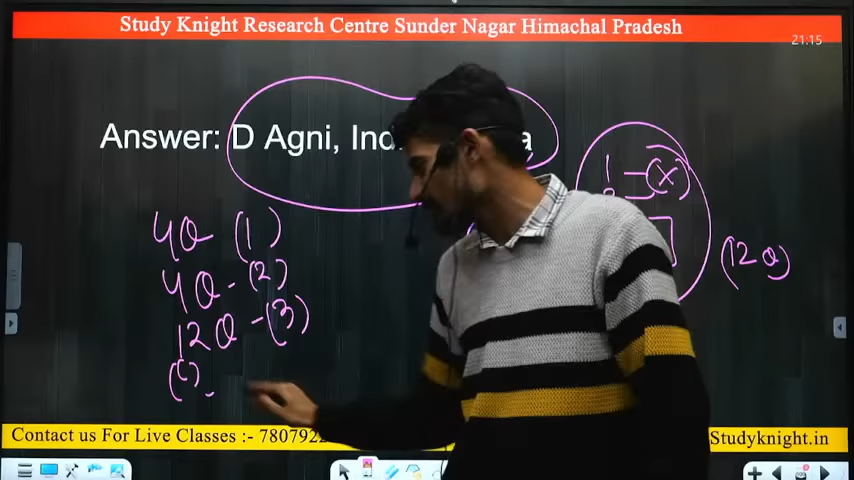 Study Knight Research Centre Sunder Nagar Himachal Pradesh
21:15
Answer: D Agni, Ind a
4Q (1)
4Q - (2)
12Q - (3)
(12 Q)
Contact us For Live Classes :- 780792
Studyknight.in